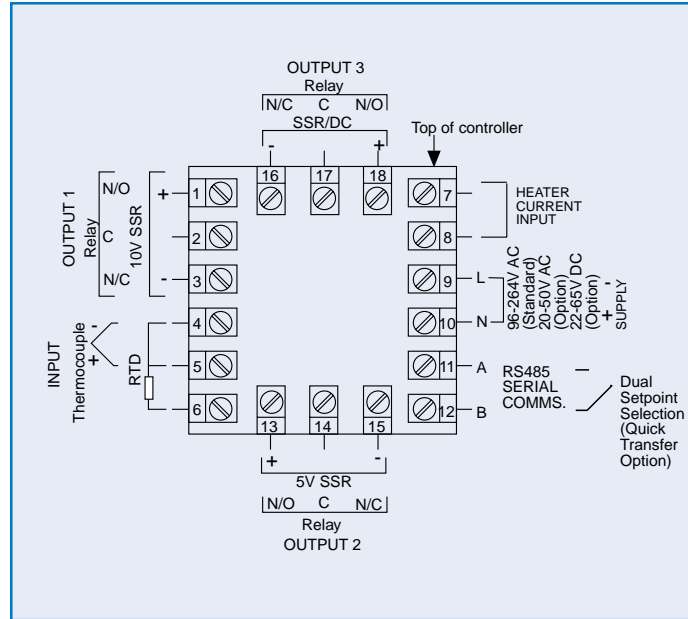 OUTPUT 3
Relay
N/C C N/O
SSR/DC
- +
Top of controller
16 17 18
OUTPUT 1
Relay
N/O
C
N/C
10V SSR
+
-
1
2
3
4
5
6
INPUT
Thermocouple
-
+
RTD
7
8
9
10
11
12
HEATER
CURRENT
INPUT
L
N
96-264V AC
(Standard)
20-50V AC
(Option)
22-65V DC
(Option)
- +
SUPPLY
A
B
RS485
SERIAL
COMMS.
Dual
Setpoint
Selection
(Quick
Transfer
Option)
13 14 15
+ -
5V SSR
N/O C N/C
Relay
OUTPUT 2